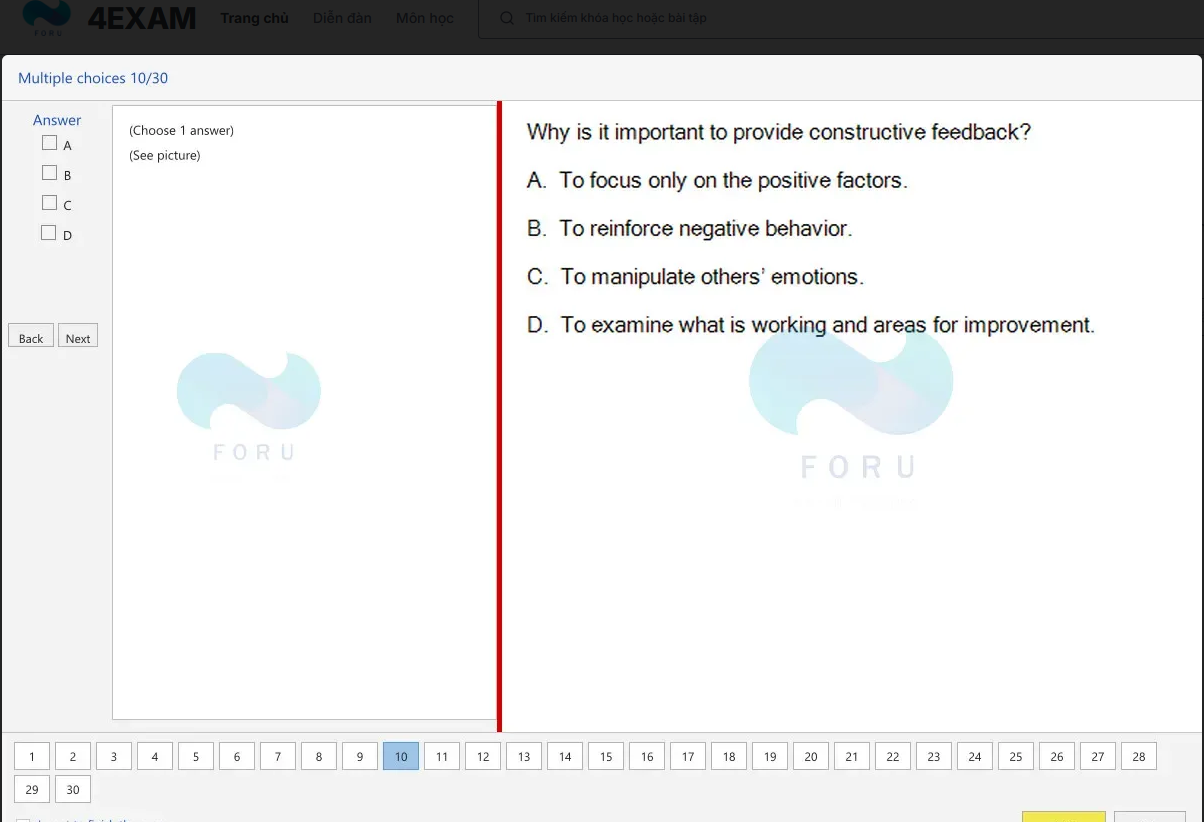 FORU
4EXAM
Trang chủ
Diễn đàn
Môn học
Tìm kiếm khóa học hoặc bài tập
Multiple choices 10/30
Answer
A
B
C
D
Back
Next
(Choose 1 answer)
(See picture)
FORU
Why is it important to provide constructive feedback?
A. To focus only on the positive factors.
B. To reinforce negative behavior.
C. To manipulate others’ emotions.
D. To examine what is working and areas for improvement.
FORU
1 2 3 4 5 6 7 8 9 10 11 12 13 14 15 16 17 18 19 20 21 22 23 24 25 26 27 28
29 30